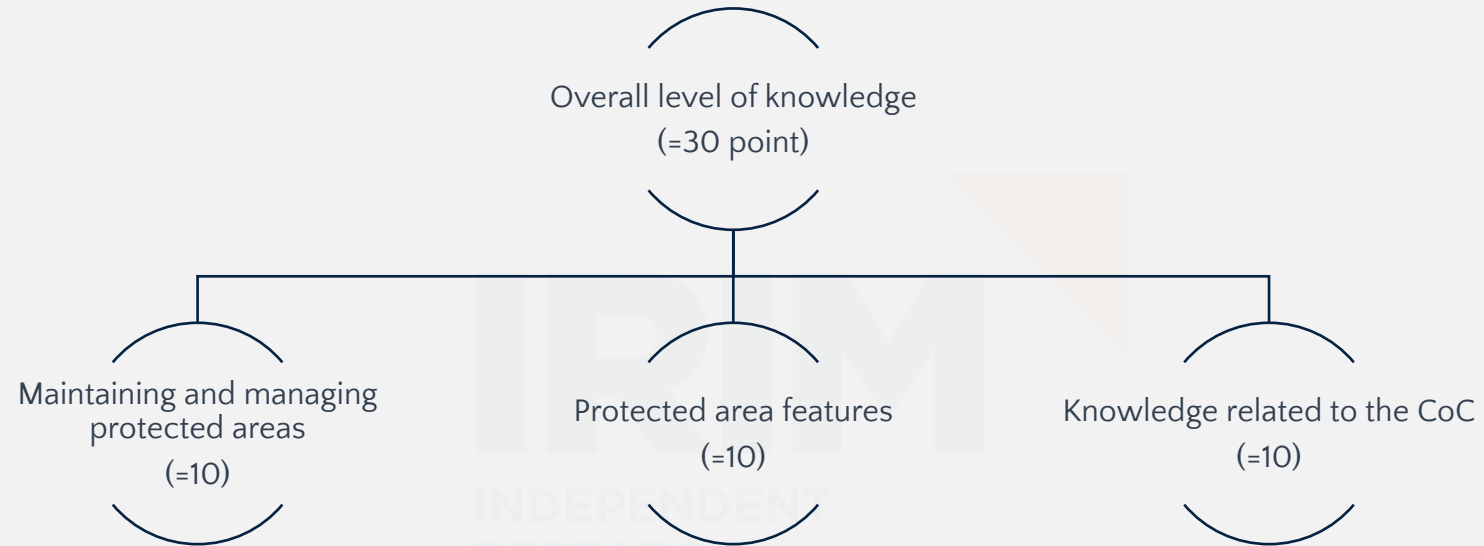 Overall level of knowledge
(=30 point)
Maintaining and managing
protected areas
(=10)
Protected area features
(=10)
Knowledge related to the CoC
(=10)
IRIM
INDEPENDENT